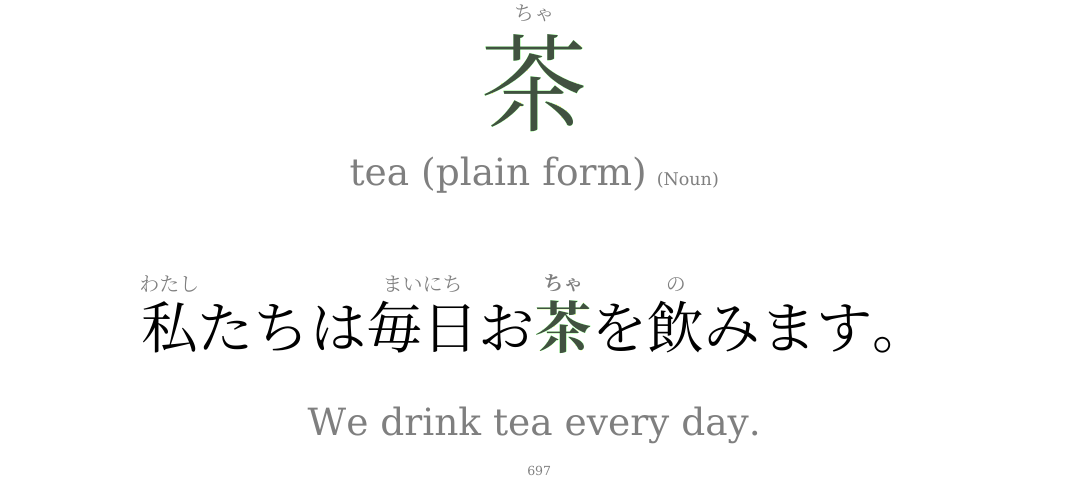 ちゃ
茶
tea (plain form) (Noun)
わたし まいにち ちゃ の
私たちは毎日お茶を飲みます。
We drink tea every day.
697